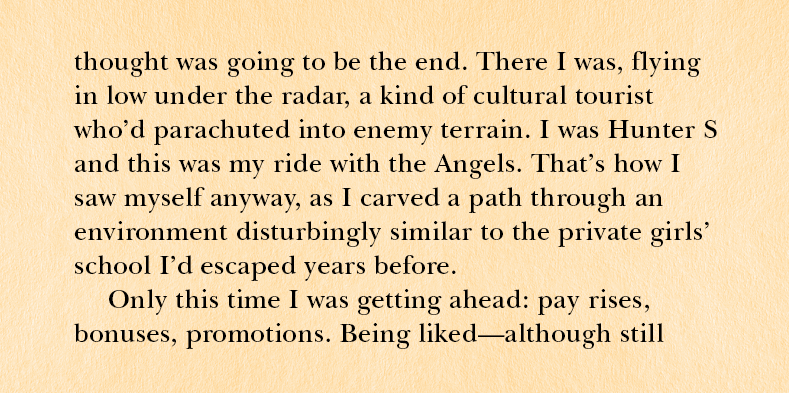 thought was going to be the end. There I was, flying
in low under the radar, a kind of cultural tourist
who’d parachuted into enemy terrain. I was Hunter S
and this was my ride with the Angels. That’s how I
saw myself anyway, as I carved a path through an
environment disturbingly similar to the private girls’
school I’d escaped years before.
Only this time I was getting ahead: pay rises,
bonuses, promotions. Being liked—although still